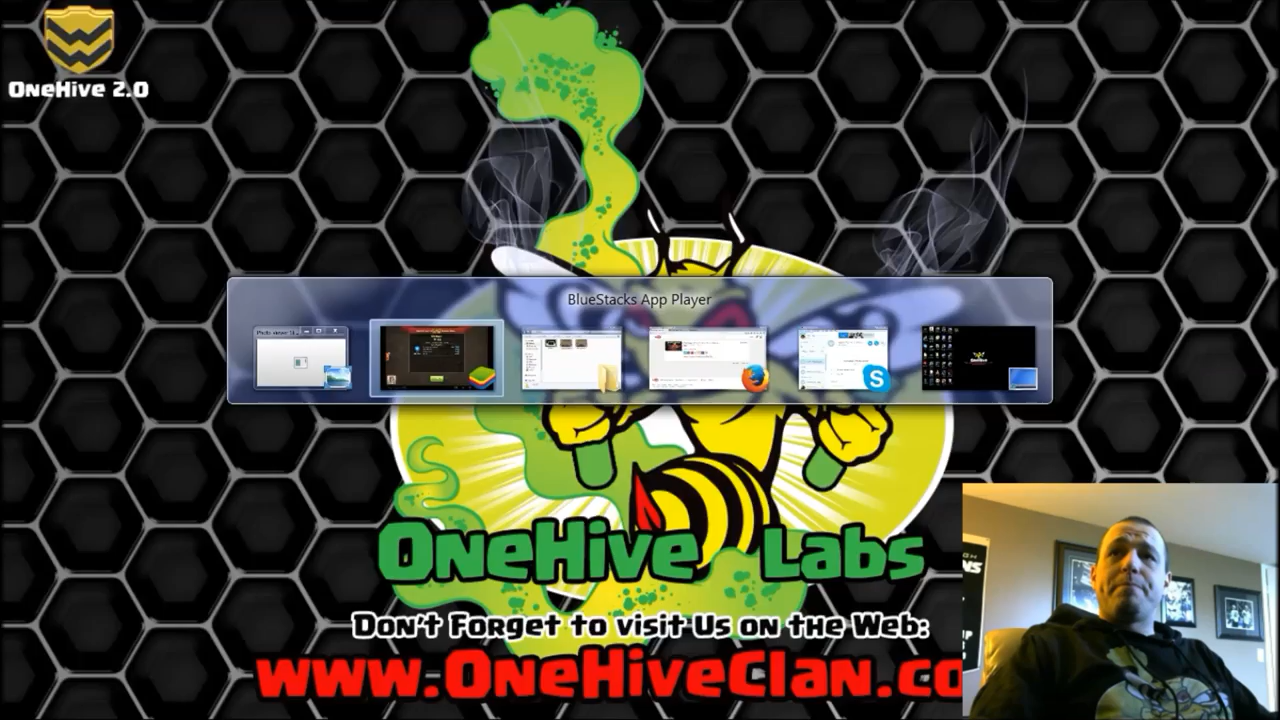 OneHive 2.0
BlueStacks App Player
OneHive Labs
Don't Forget to visit Us on the Web:
www.OneHiveClan.co